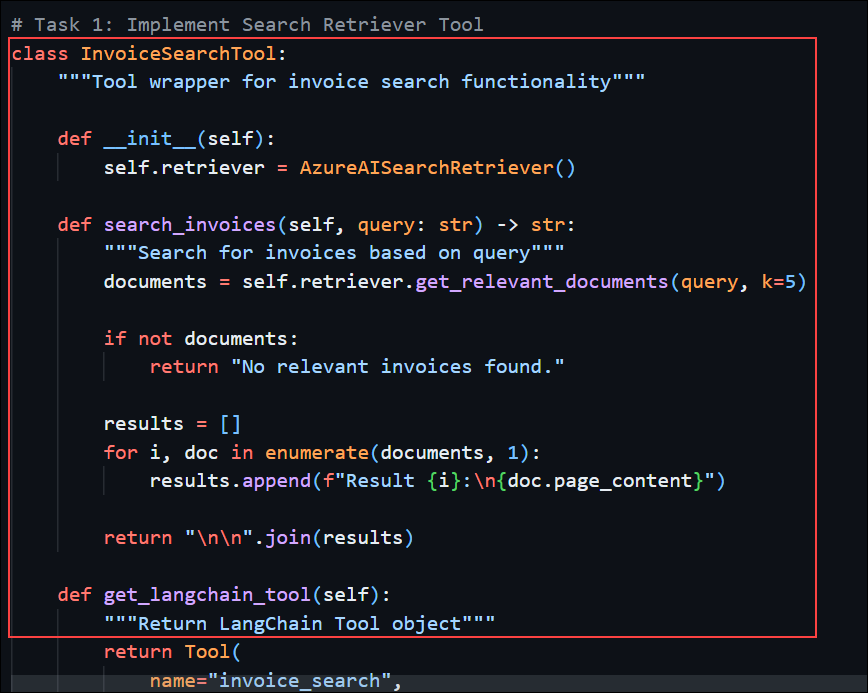 # Task 1: Implement Search Retriever Tool
class InvoiceSearchTool:
    """Tool wrapper for invoice search functionality"""
    def __init__(self):
        self.retriever = AzureAISearchRetriever()
    def search_invoices(self, query: str) -> str:
        """Search for invoices based on query"""
        documents = self.retriever.get_relevant_documents(query, k=5)
        if not documents:
            return "No relevant invoices found."
        results = []
        for i, doc in enumerate(documents, 1):
            results.append(f"Result {i}:\n{doc.page_content}")
        return "\n\n".join(results)
    def get_langchain_tool(self):
        """Return LangChain Tool object"""
        return Tool(
            name="invoice_search",